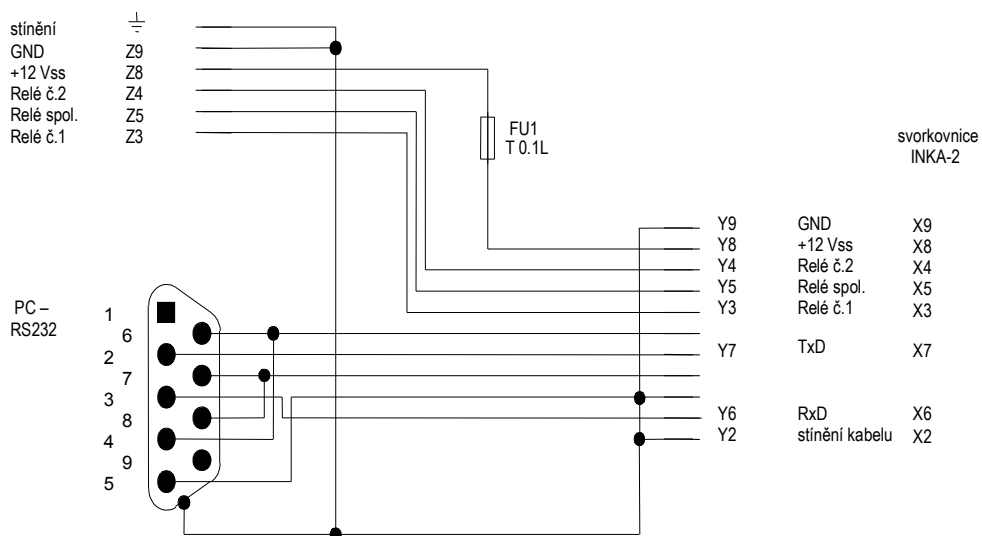 stínění
GND Z9
+12 Vss Z8
Relé č.2 Z4
Relé spol. Z5
Relé č.1 Z3
FU1
T 0.1L
svorkovnice
INKA-2
Y9 GND X9
Y8 +12 Vss X8
Y4 Relé č.2 X4
Y5 Relé spol. X5
Y3 Relé č.1 X3
Y7 TxD X7
Y6 RxD X6
Y2 stínění kabelu X2
PC –
RS232
1
6
2
7
3
8
4
9
5